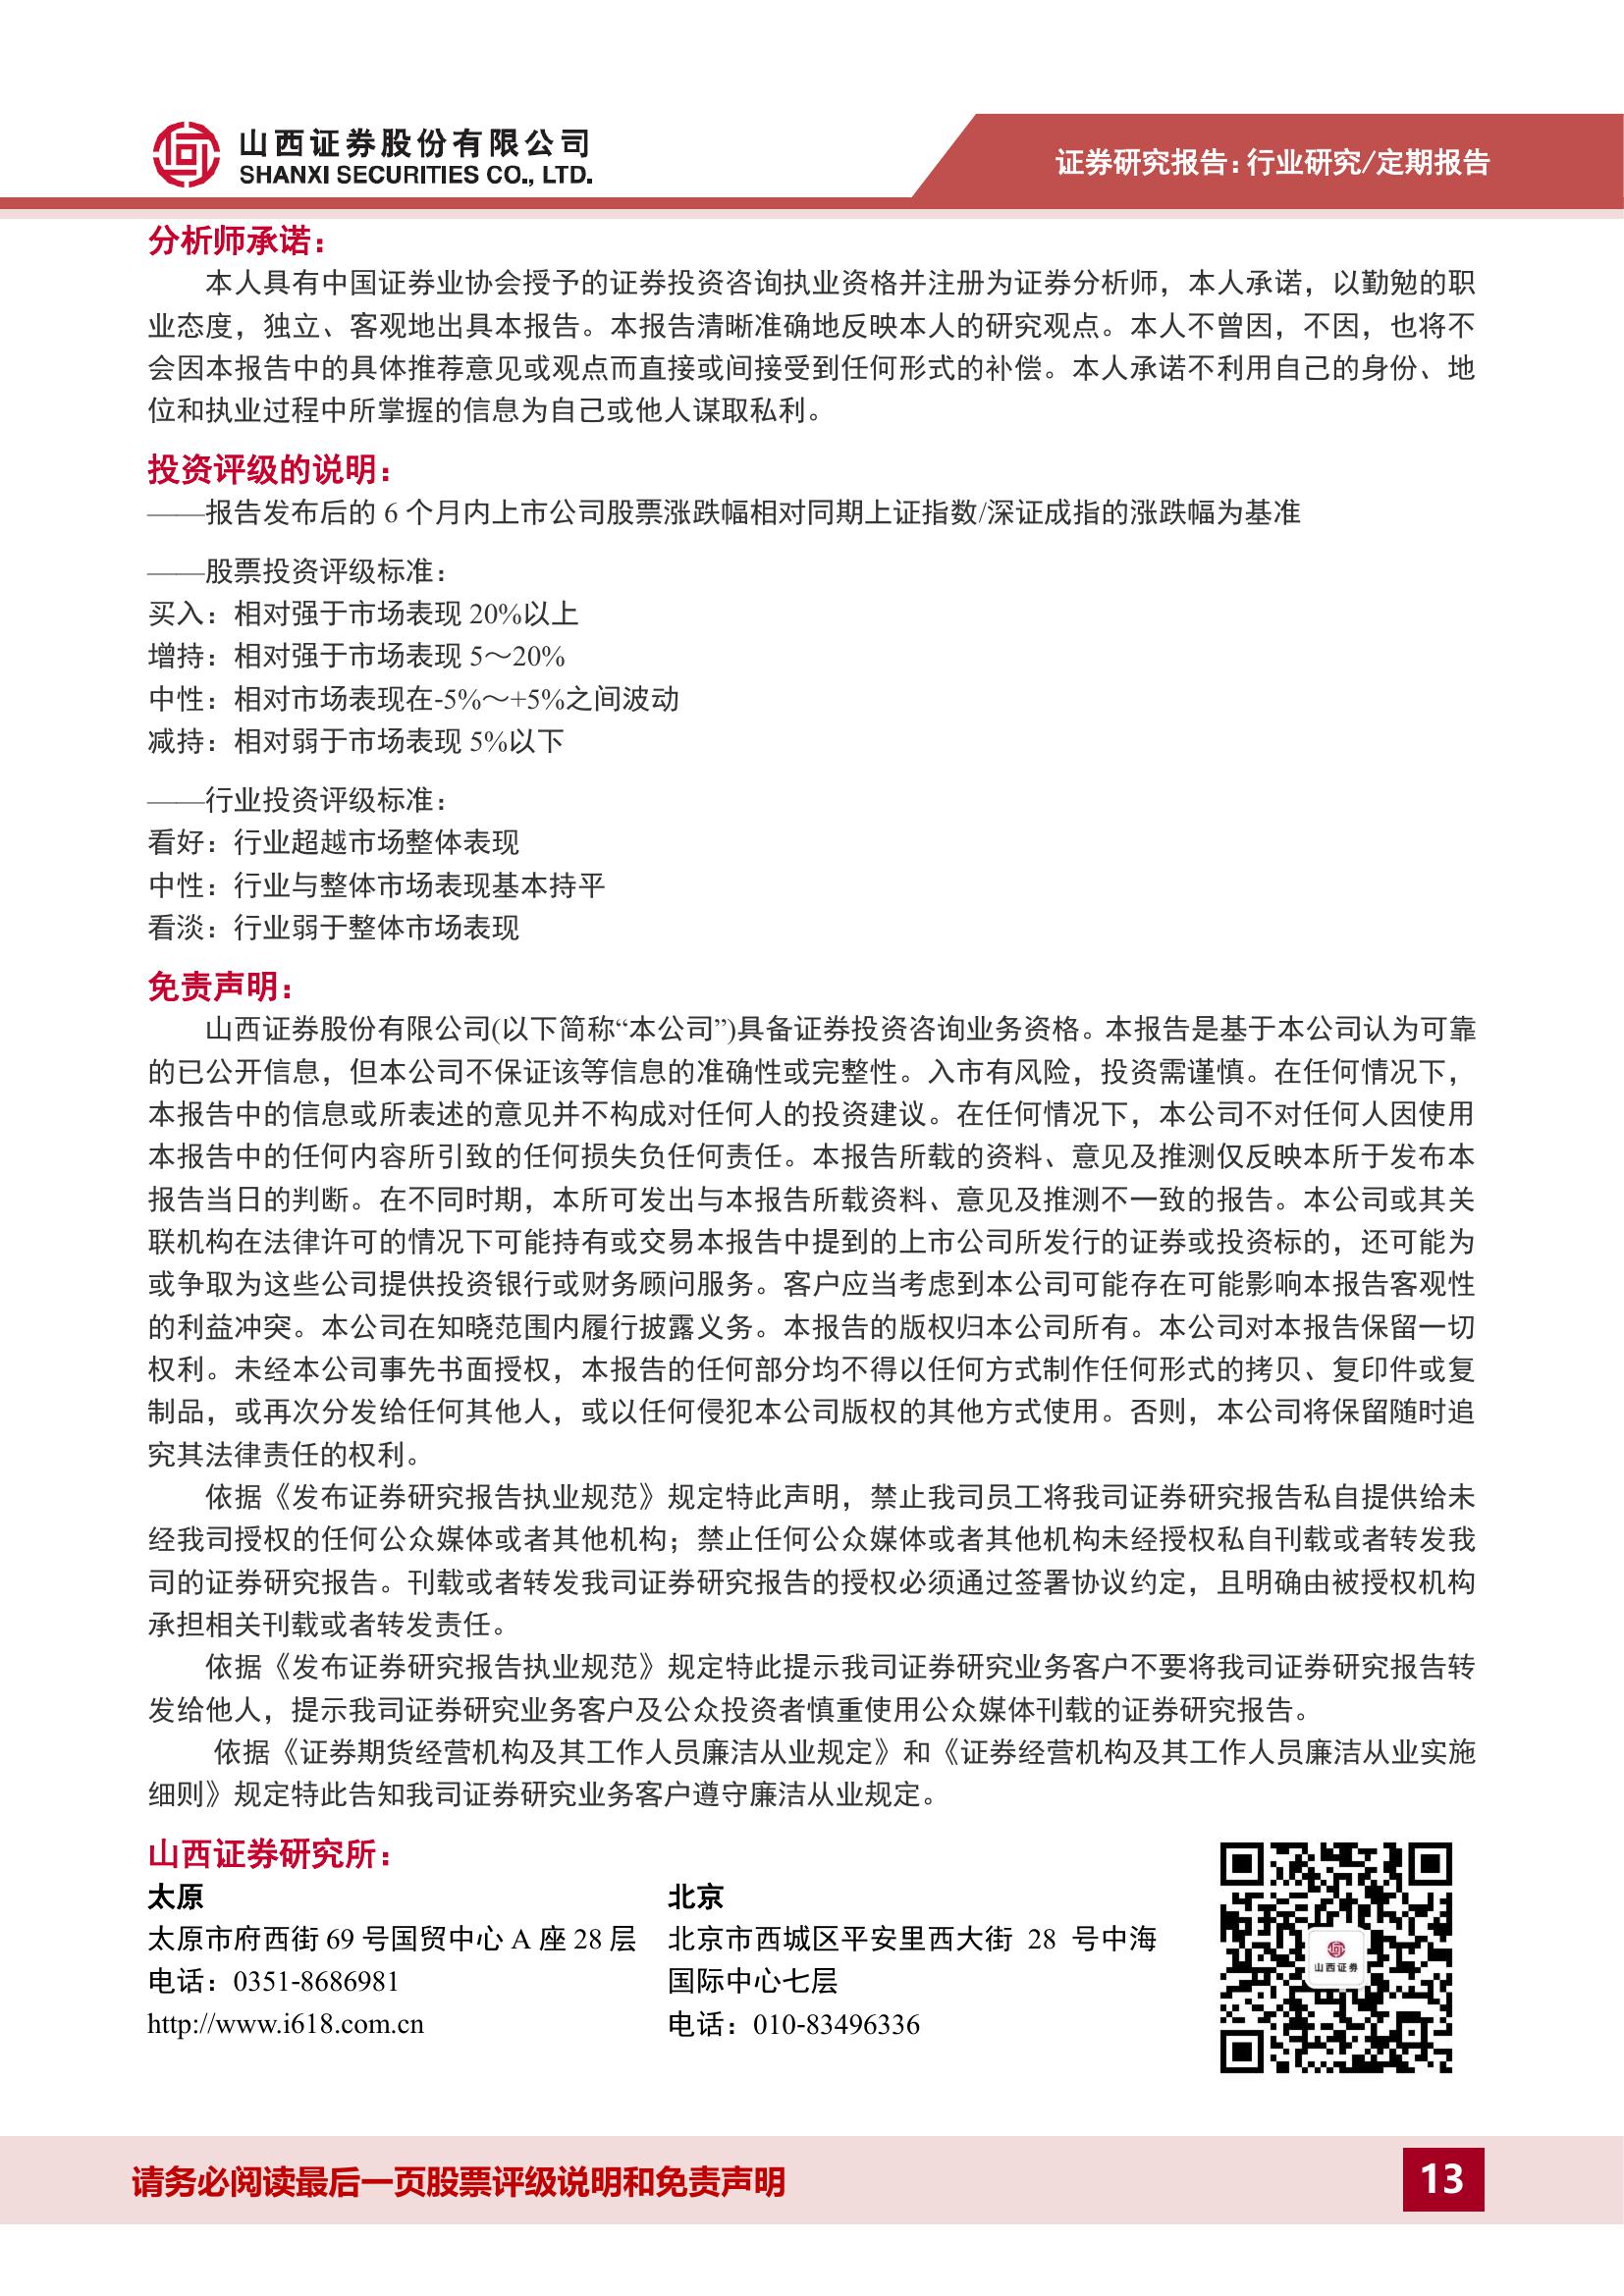 山西证券股份有限公司
SHANXI SECURITIES CO., LTD.
证券研究报告：行业研究/定期报告
分析师承诺：
本人具有中国证券业协会授予的证券投资咨询执业资格并注册为证券分析师，本人承诺，以勤勉的职
业态度，独立、客观地出具本报告。本报告清晰准确地反映本人的研究观点。本人不曾因，不因，也将不
会因本报告中的具体推荐意见或观点而直接或间接受到任何形式的补偿。本人承诺不利用自己的身份、地
位和执业过程中所掌握的信息为自己或他人谋取私利。
投资评级的说明：
——报告发布后的 6 个月内上市公司股票涨跌幅相对同期上证指数/深证成指的涨跌幅为基准
——股票投资评级标准：
买入：相对强于市场表现 20%以上
增持：相对强于市场表现 5～20%
中性：相对市场表现在-5%～+5%之间波动
减持：相对弱于市场表现 5%以下
——行业投资评级标准：
看好：行业超越市场整体表现
中性：行业与整体市场表现基本持平
看淡：行业弱于整体市场表现
免责声明：
山西证券股份有限公司(以下简称“本公司”)具备证券投资咨询业务资格。本报告是基于本公司认为可靠
的已公开信息，但本公司不保证该等信息的准确性或完整性。入市有风险，投资需谨慎。在任何情况下，
本报告中的信息或所表述的意见并不构成对任何人的投资建议。在任何情况下，本公司不对任何人因使用
本报告中的任何内容所引致的任何损失负任何责任。本报告所载的资料、意见及推测仅反映本所于发布本
报告当日的判断。在不同时期，本所可发出与本报告所载资料、意见及推测不一致的报告。本公司或其关
联机构在法律许可的情况下可能持有或交易本报告中提到的上市公司所发行的证券或投资标的，还可能为
或争取为这些公司提供投资银行或财务顾问服务。客户应当考虑到本公司可能存在可能影响本报告客观性
的利益冲突。本公司在知晓范围内履行披露义务。本报告的版权归本公司所有。本公司对本报告保留一切
权利。未经本公司事先书面授权，本报告的任何部分均不得以任何方式制作任何形式的拷贝、复印件或复
制品，或再次分发给任何其他人，或以任何侵犯本公司版权的其他方式使用。否则，本公司将保留随时追
究其法律责任的权利。
依据《发布证券研究报告执业规范》规定特此声明，禁止我司员工将我司证券研究报告私自提供给未
经我司授权的任何公众媒体或者其他机构；禁止任何公众媒体或者其他机构未经授权私自刊载或者转发我
司的证券研究报告。刊载或者转发我司证券研究报告的授权必须通过签署协议约定，且明确由被授权机构
承担相关刊载或者转发责任。
依据《发布证券研究报告执业规范》规定特此提示我司证券研究业务客户不要将我司证券研究报告转
发给他人，提示我司证券研究业务客户及公众投资者慎重使用公众媒体刊载的证券研究报告。
依据《证券期货经营机构及其工作人员廉洁从业规定》和《证券经营机构及其工作人员廉洁从业实施
细则》规定特此告知我司证券研究业务客户遵守廉洁从业规定。
山西证券研究所：
太原
太原市府西街 69 号国贸中心 A 座 28 层
电话：0351-8686981
http://www.i618.com.cn
北京
北京市西城区平安里西大街 28 号中海
国际中心七层
电话：010-83496336
山西证券
请务必阅读最后一页股票评级说明和免责声明
13